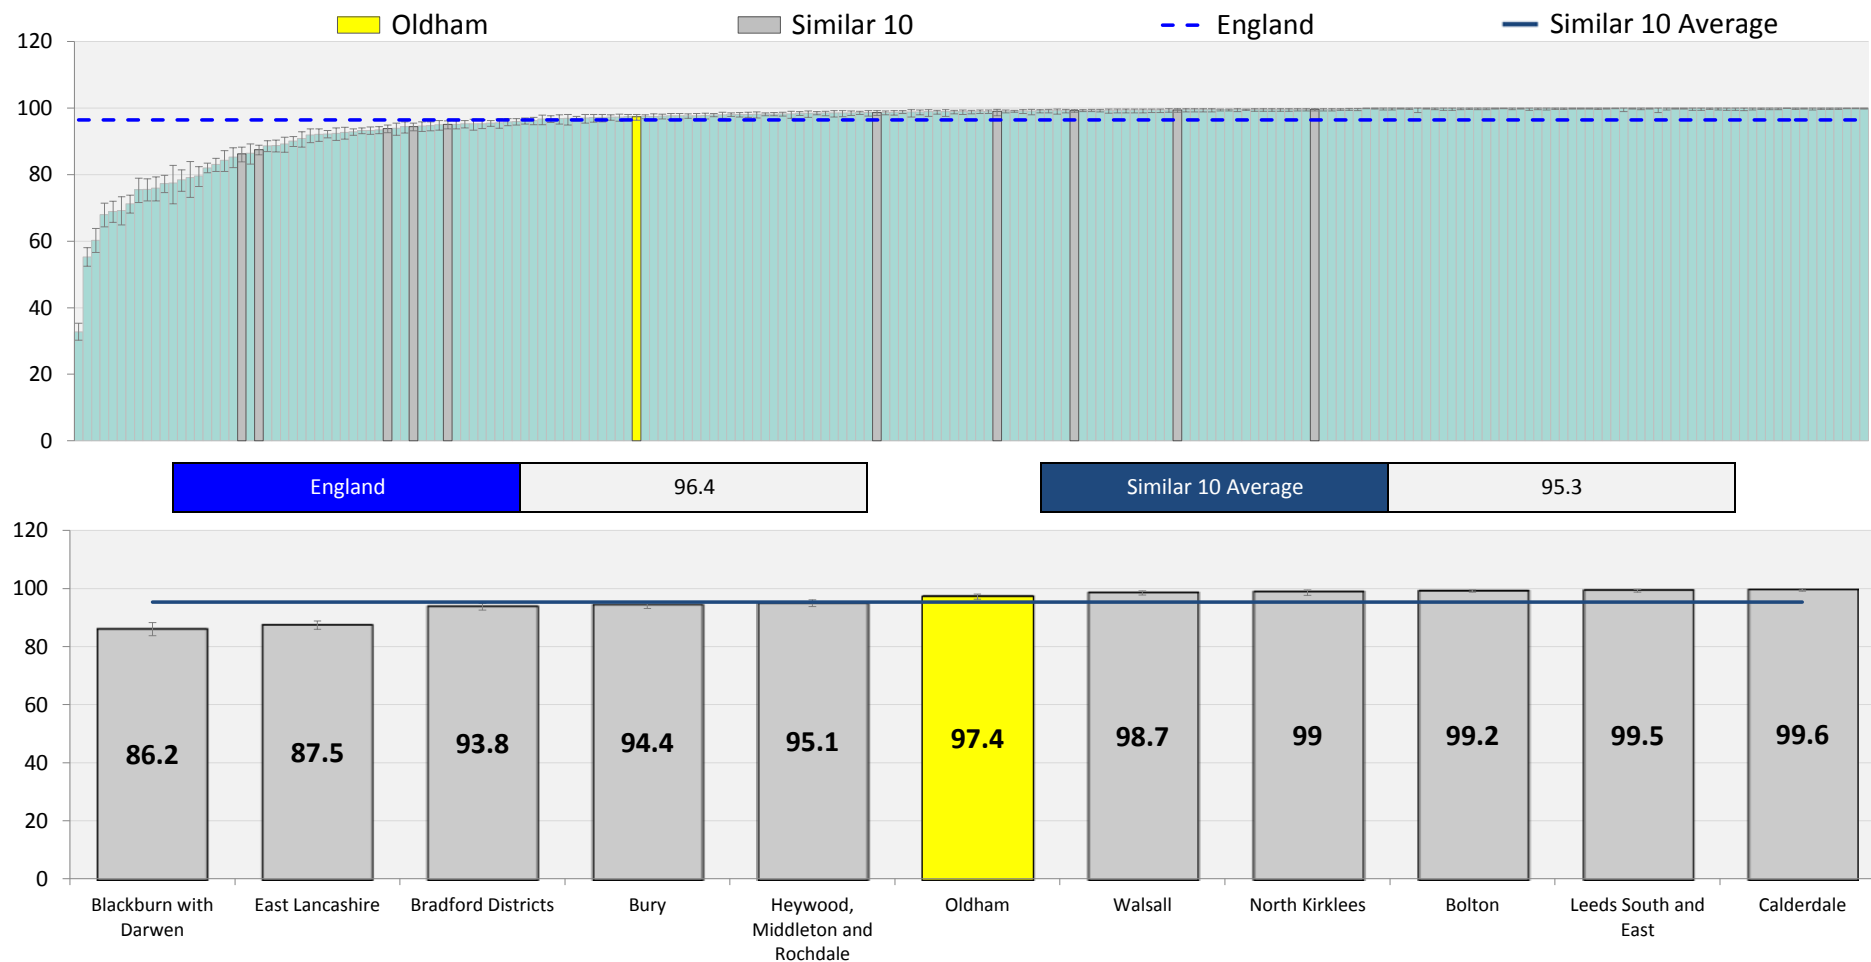 Oldham Similar 10 England Similar 10 Average
120
100
80
60
40
20
0
England 96.4 Similar 10 Average 95.3
120
100
80
60
40
20
0
86.2 87.5 93.8 94.4 95.1 97.4 98.7 99 99.2 99.5 99.6
Blackburn with
Darwen
East Lancashire
Bradford Districts
Bury
Heywood,
Middleton and
Rochdale
Oldham
Walsall
North Kirklees
Bolton
Leeds South and
East
Calderdale